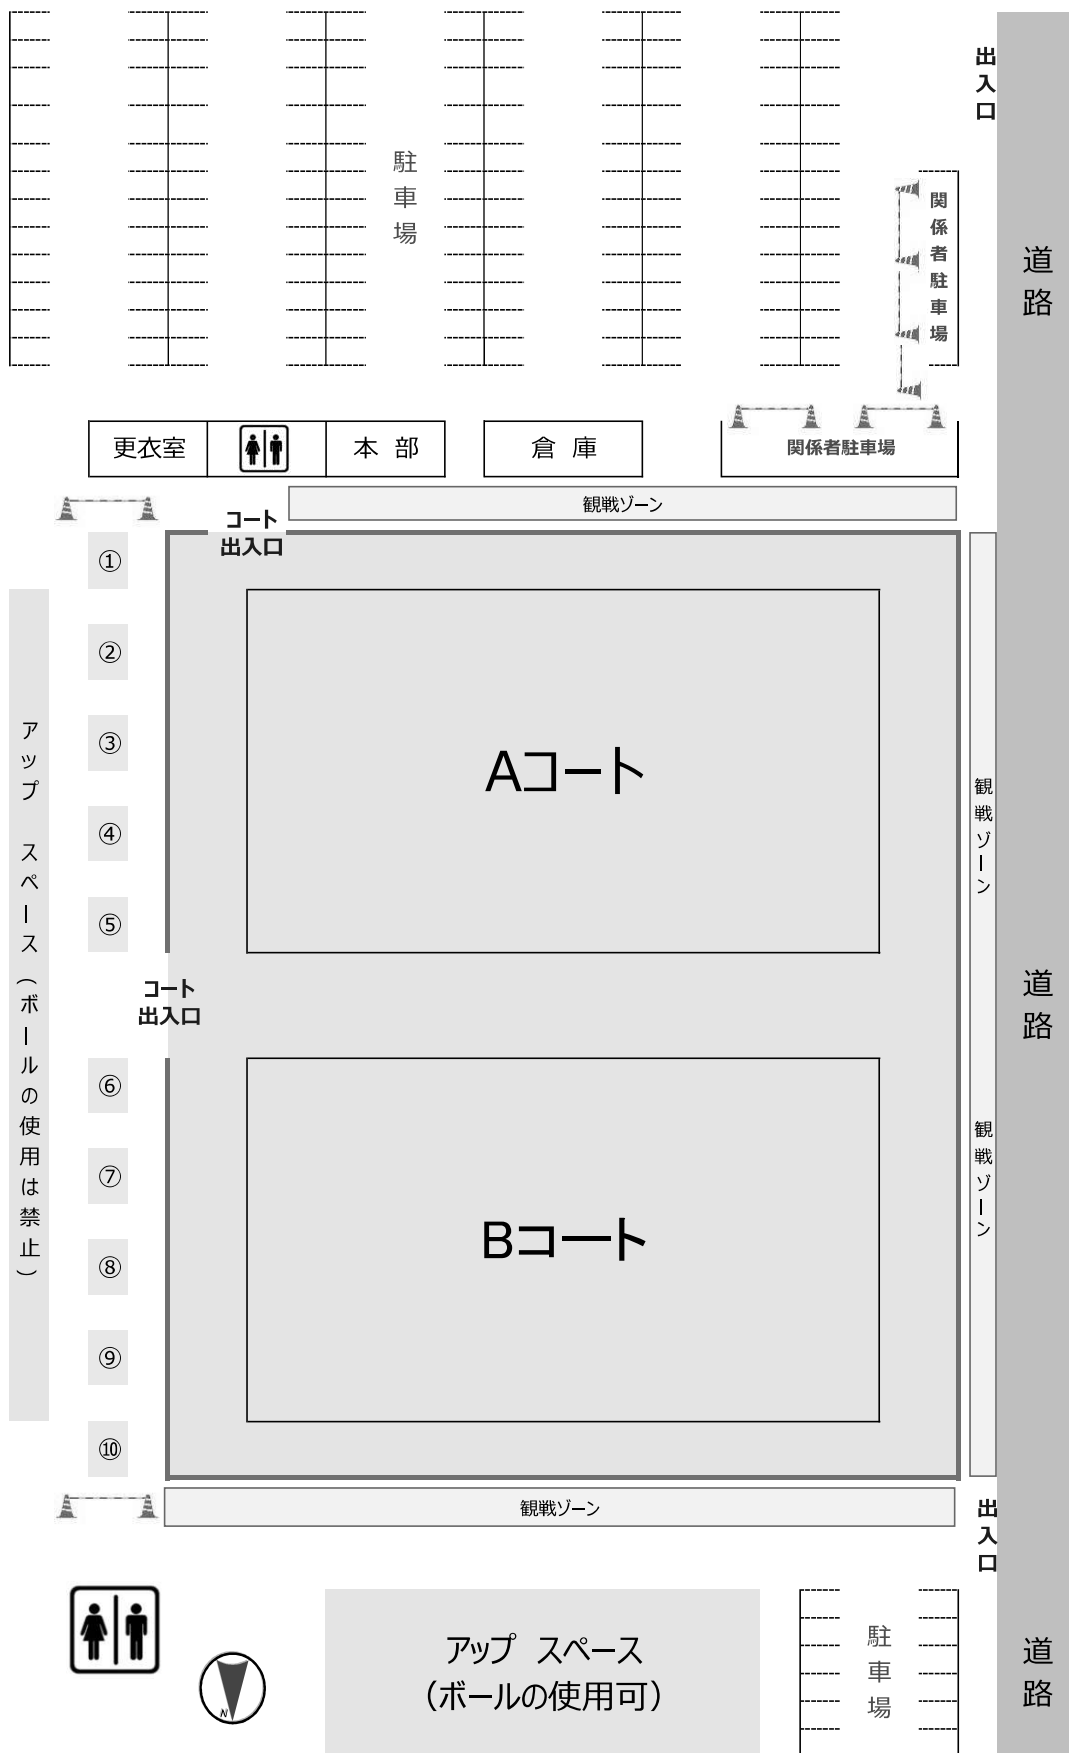 出入口
駐車場
関係者駐車場
道路
更衣室
本 部
倉 庫
関係者駐車場
観戦ゾーン
コート
出入口
①
②
③
④
⑤
アップ スペース（ボールの使用は禁止）
Aコート
観戦ゾーン
道路
コート
出入口
⑥
⑦
⑧
⑨
⑩
Bコート
観戦ゾーン
観戦ゾーン
出入口
アップ スペース
（ボールの使用可）
駐車場
道路
N